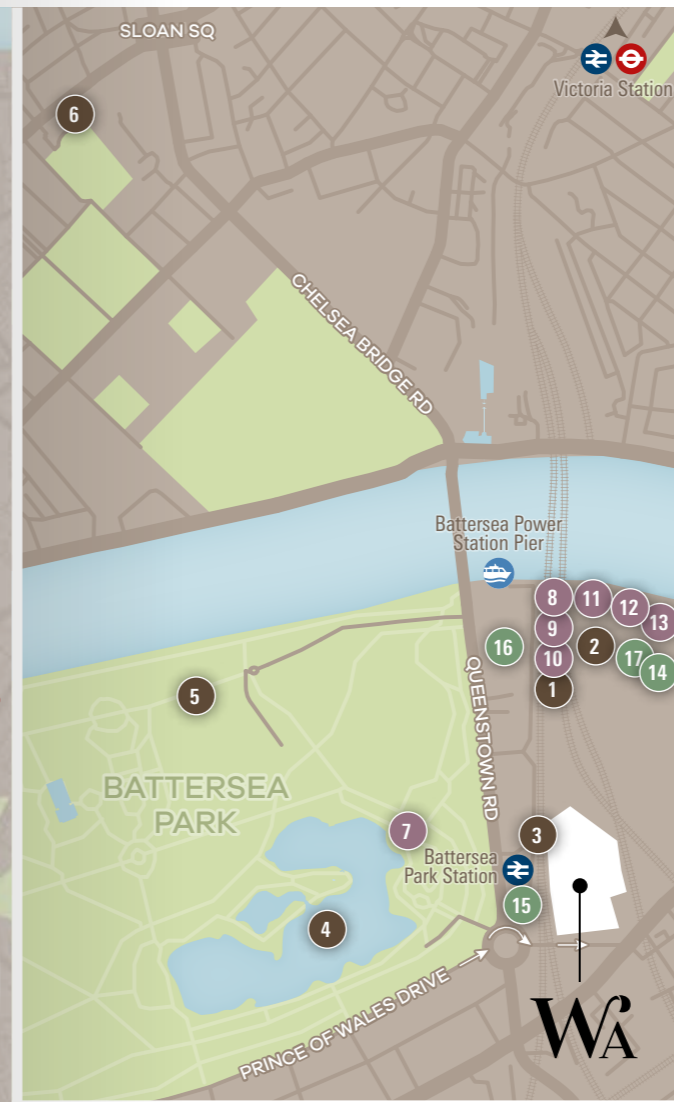 SLOAN SQ
Victoria Station
6
CHELSEA BRIDGE RD
Battersea Power
Station Pier
8
11
12
13
9
16
2
10
17
14
1
5
QUEENSTOWN RD
BATTERSEA
PARK
7
3
Battersea
Park Station
15
4
PRINCE OF WALES DRIVE
WA